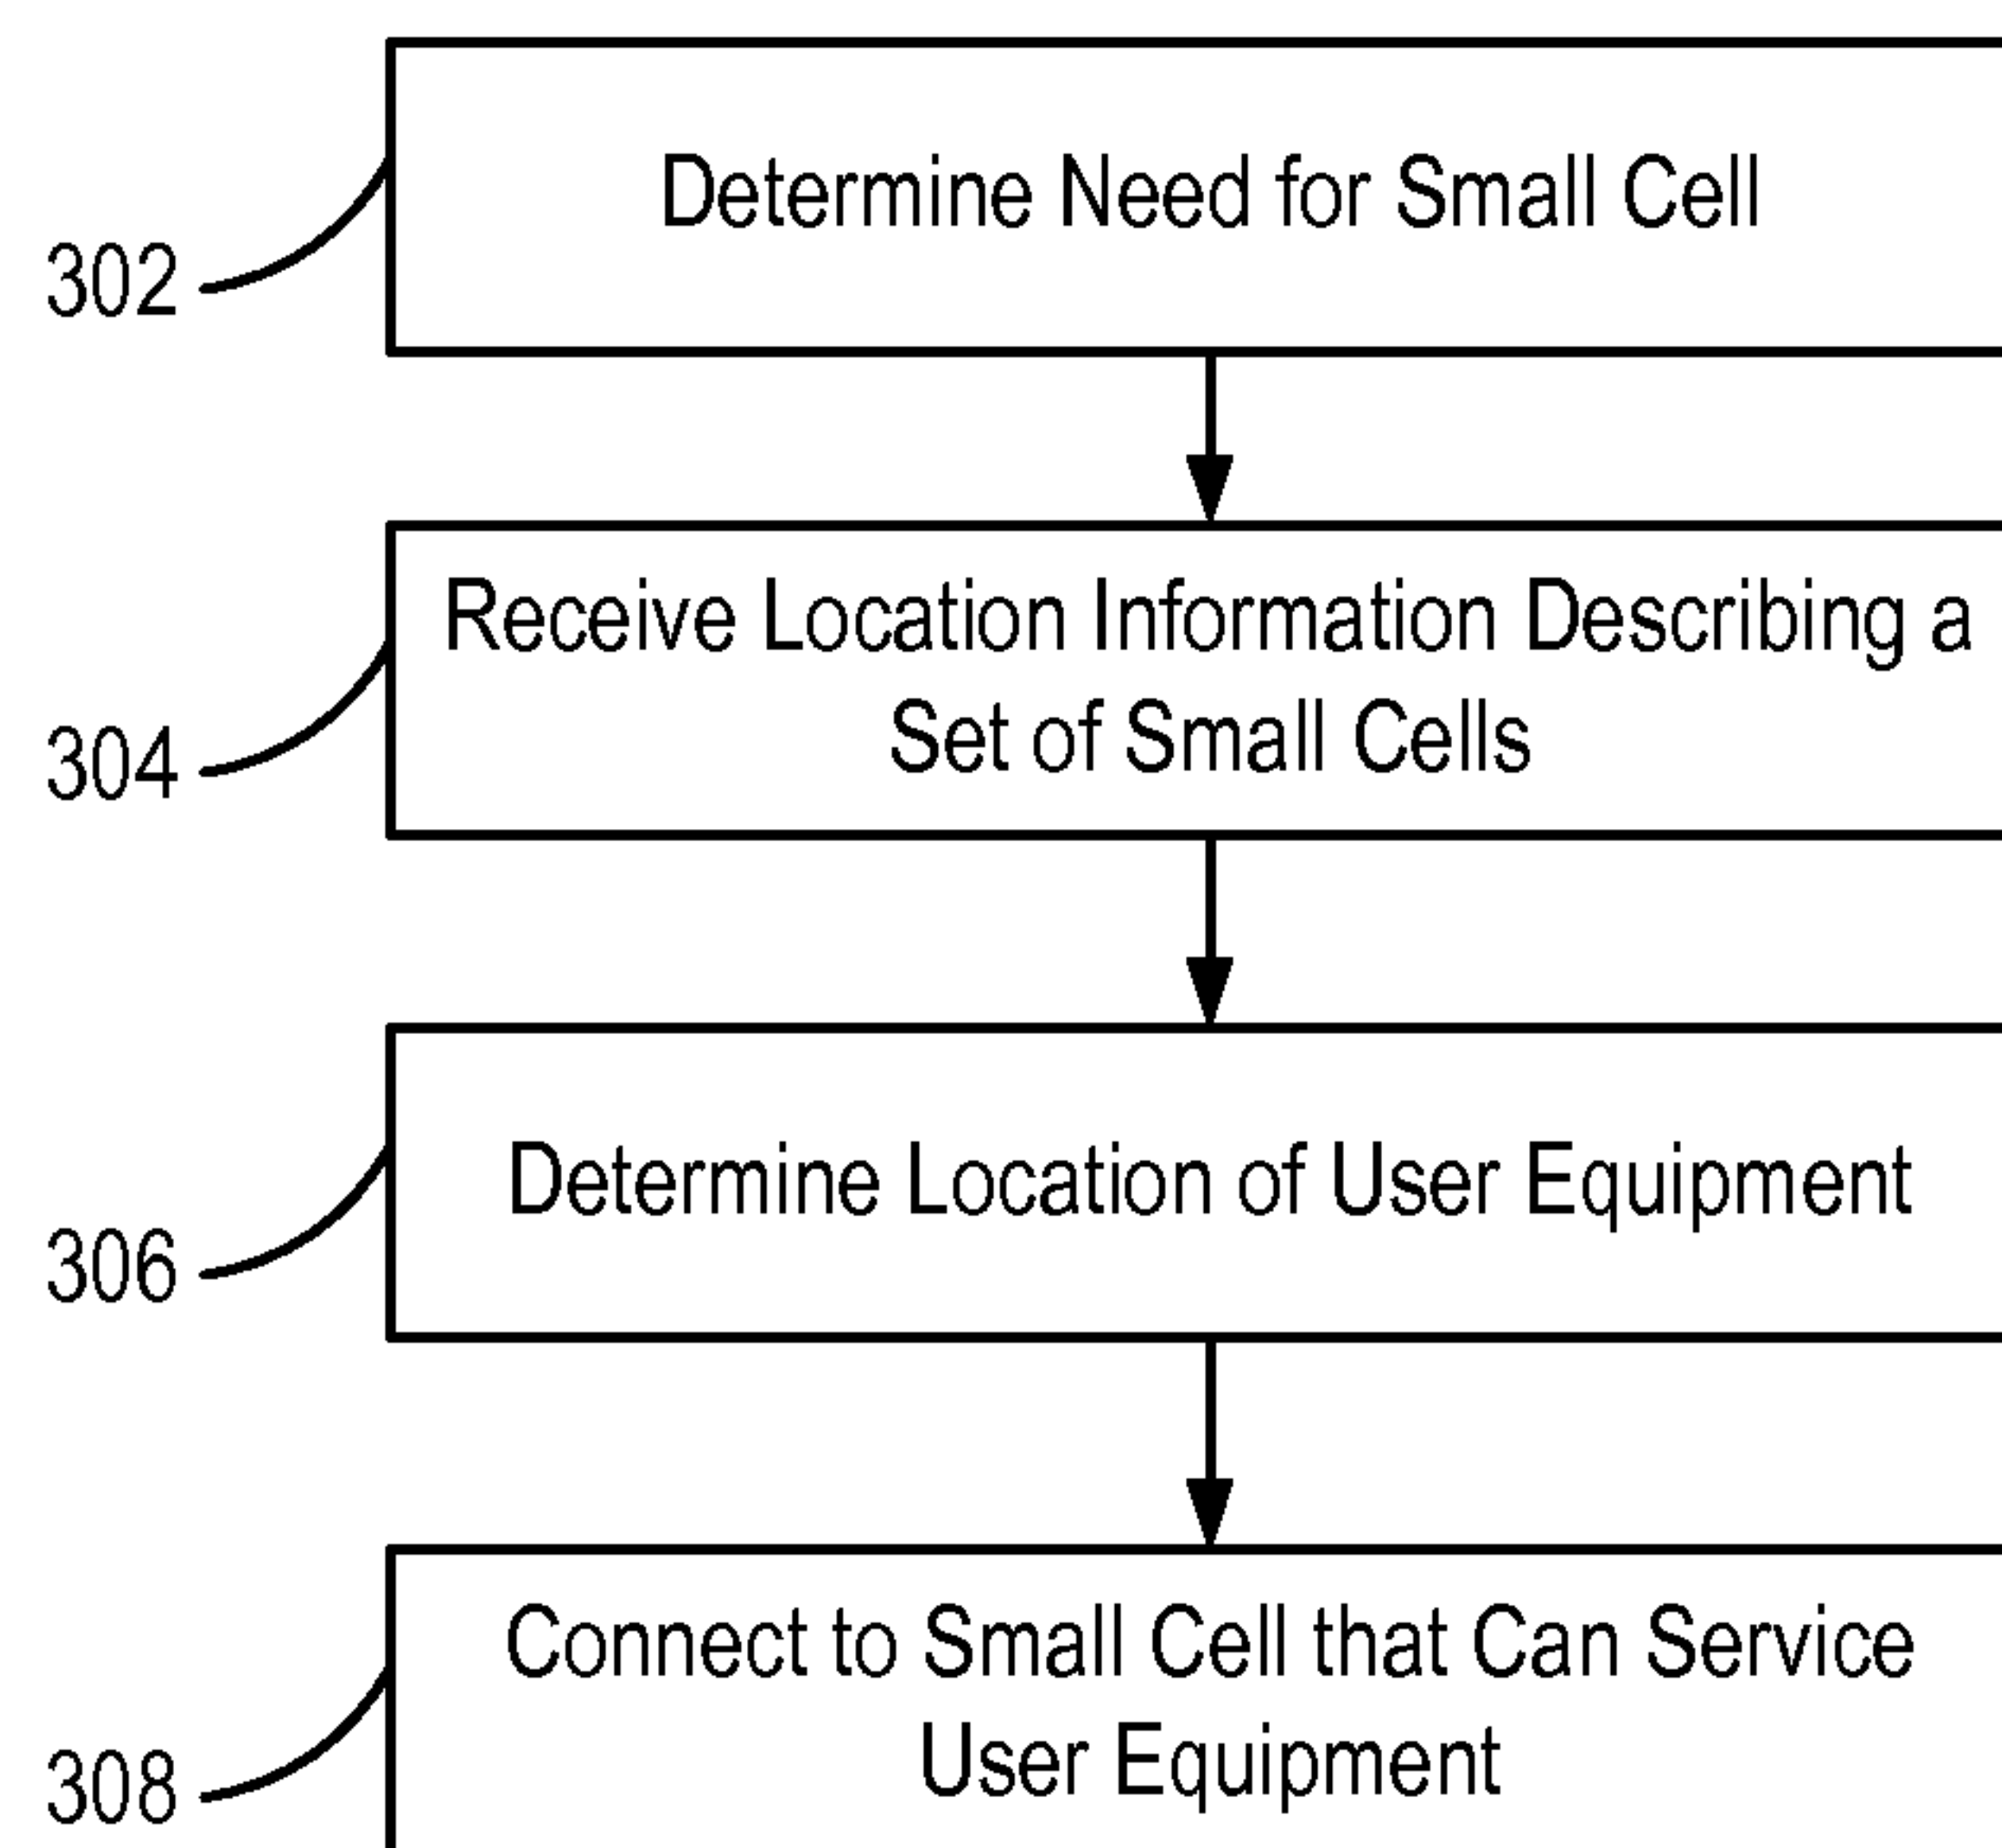 Determine Need for Small Cell
302
Receive Location Information Describing a
Set of Small Cells
304
Determine Location of User Equipment
306
Connect to Small Cell that Can Service
User Equipment
308